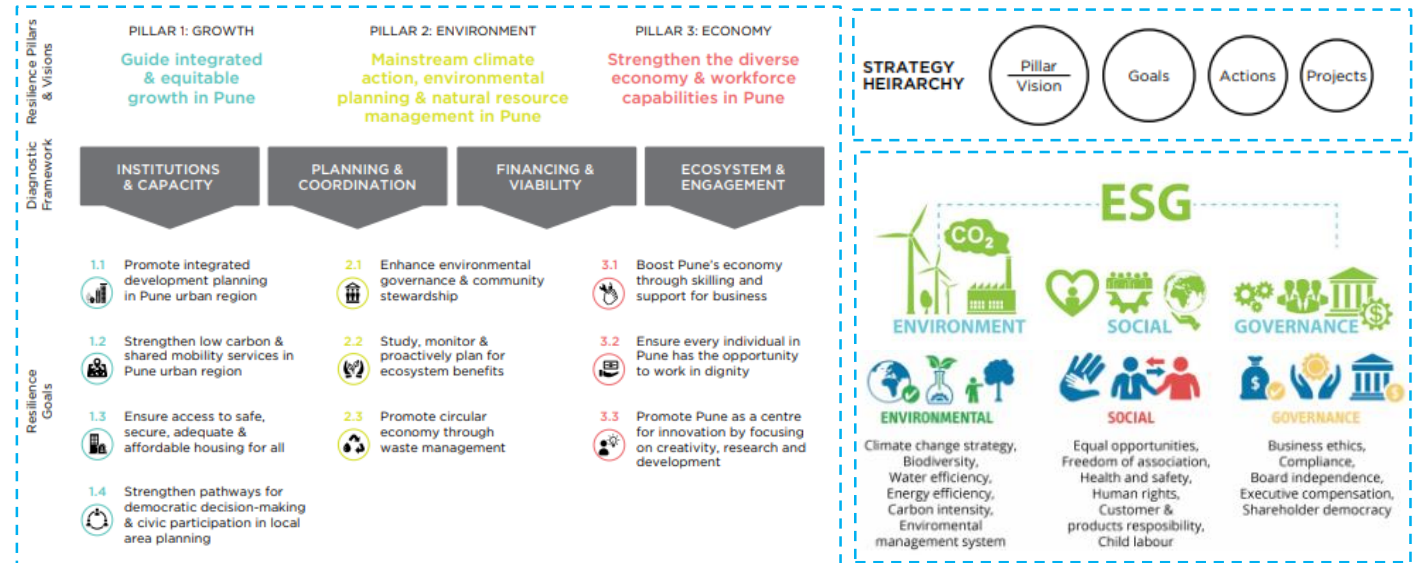 Resilience Pillars
& Visions
PILLAR 1: GROWTH
Guide integrated
& equitable
growth in Pune
PILLAR 2: ENVIRONMENT
Mainstream climate
action, environmental
planning & natural resource
management in Pune
PILLAR 3: ECONOMY
Strengthen the diverse
economy & workforce
capabilities in Pune
Diagnostic
Framework
INSTITUTIONS
& CAPACITY
PLANNING &
COORDINATION
FINANCING &
VIABILITY
ECOSYSTEM &
ENGAGEMENT
Resilience
Goals
1.1 Promote integrated
development planning
in Pune urban region
1.2 Strengthen low carbon &
shared mobility services in
Pune urban region
1.3 Ensure access to safe,
secure, adequate &
affordable housing for all
1.4 Strengthen pathways for
democratic decision-making
& civic participation in local
area planning
2.1 Enhance environmental
governance & community
stewardship
2.2 Study, monitor &
proactively plan for
ecosystem benefits
2.3 Promote circular
economy through
waste management
3.1 Boost Pune's economy
through skilling and
support for business
3.2 Ensure every individual in
Pune has the opportunity
to work in dignity
3.3 Promote Pune as a centre
for innovation by focusing
on creativity, research and
development
STRATEGY
HEIRARCHY
Pillar
Vision
Goals
Actions
Projects
ESG
CO2
ENVIRONMENT
SOCIAL
GOVERNANCE
$
$
ENVIRONMENTAL
Climate change strategy,
Biodiversity,
Water efficiency,
Energy efficiency,
Carbon intensity,
Enviromental
management system
SOCIAL
Equal opportunities,
Freedom of association,
Health and safety,
Human rights,
Customer &
products resposibility,
Child labour
GOVERNANCE
Business ethics,
Compliance,
Board independence,
Executive compensation,
Shareholder democracy